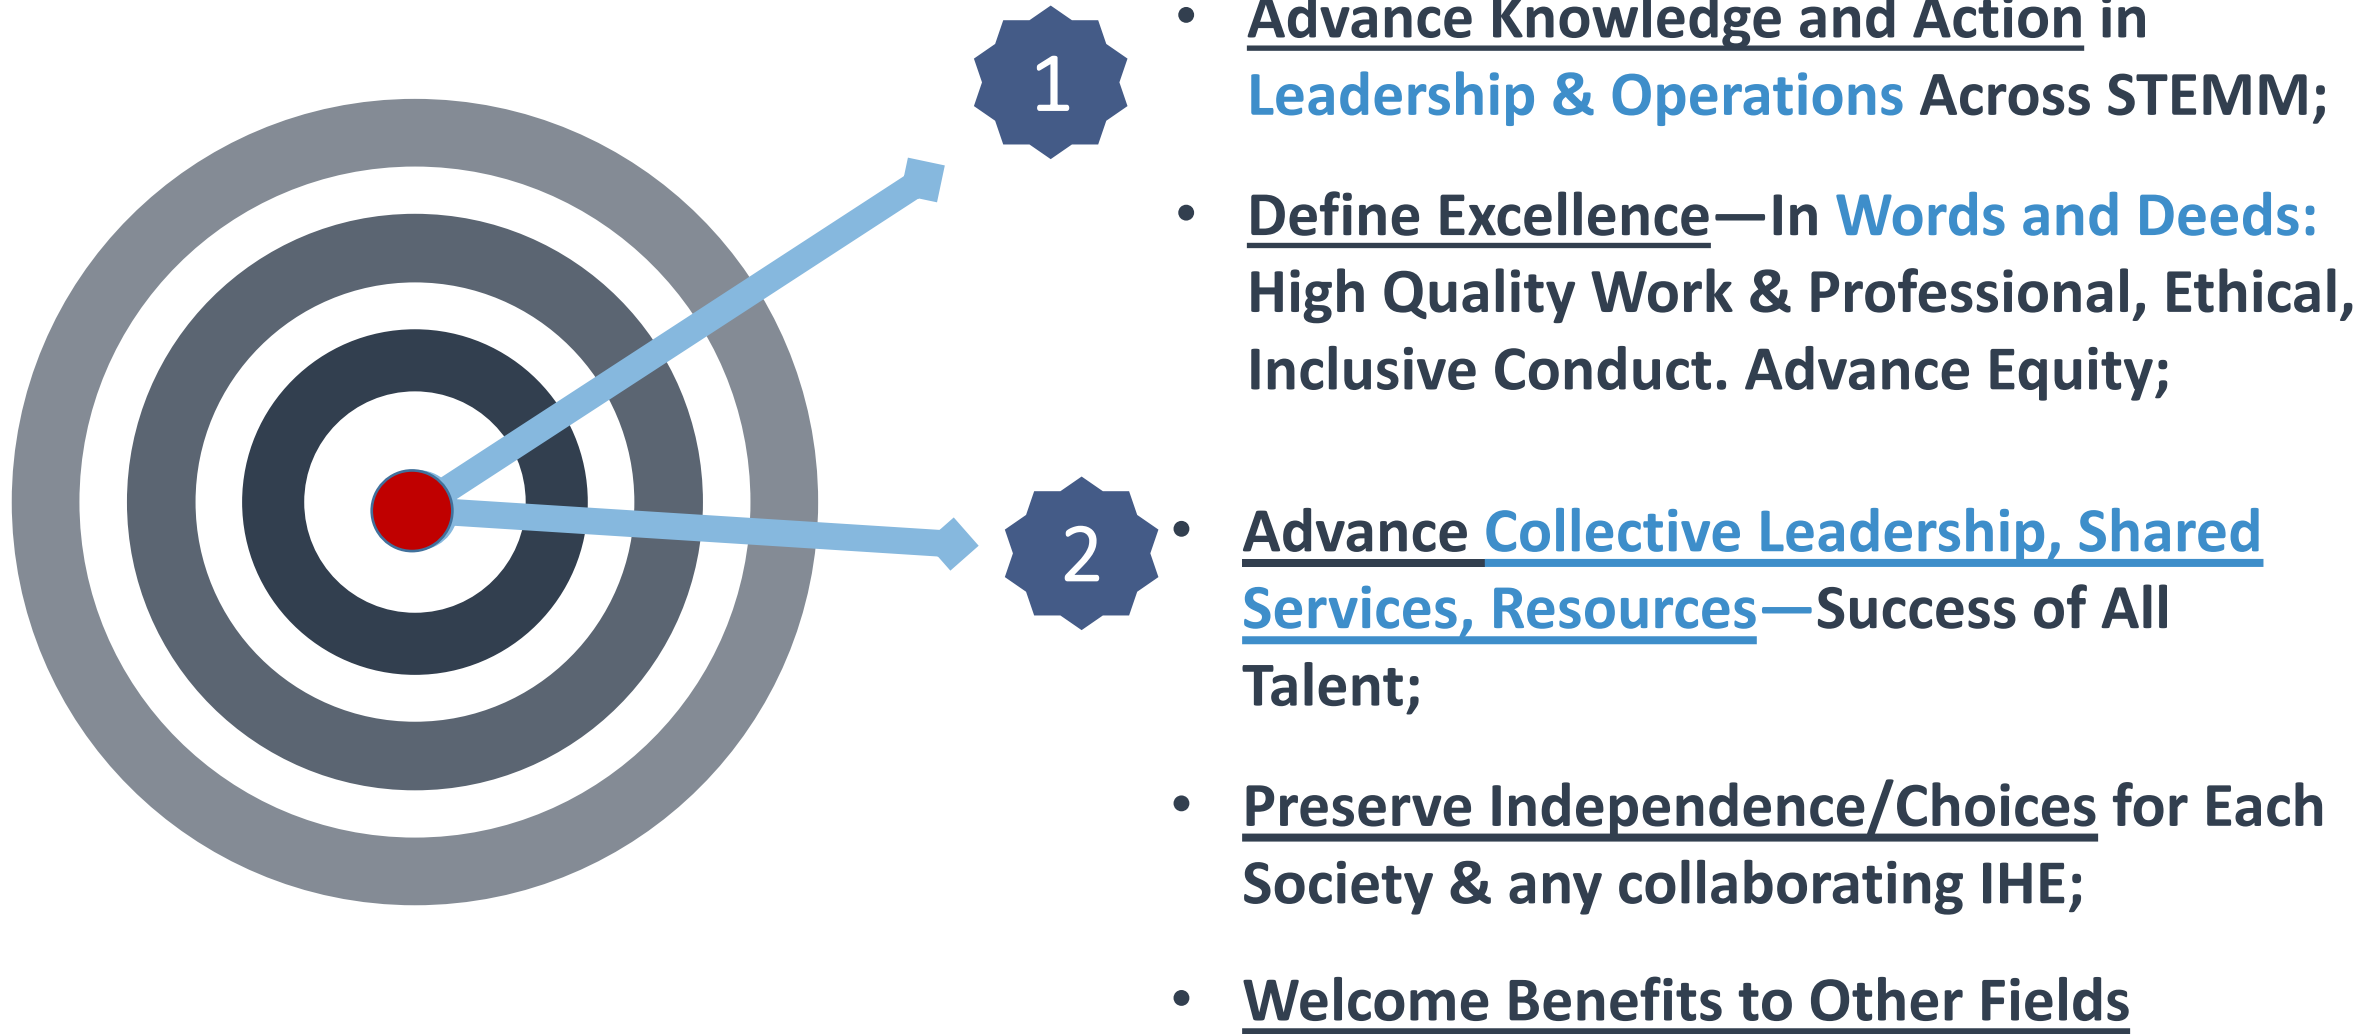 1
• Advance Knowledge and Action in
Leadership & Operations Across STEMM;
• Define Excellence—In Words and Deeds:
High Quality Work & Professional, Ethical,
Inclusive Conduct. Advance Equity;
2
• Advance Collective Leadership, Shared
Services, Resources—Success of All
Talent;
• Preserve Independence/Choices for Each
Society & any collaborating IHE;
• Welcome Benefits to Other Fields